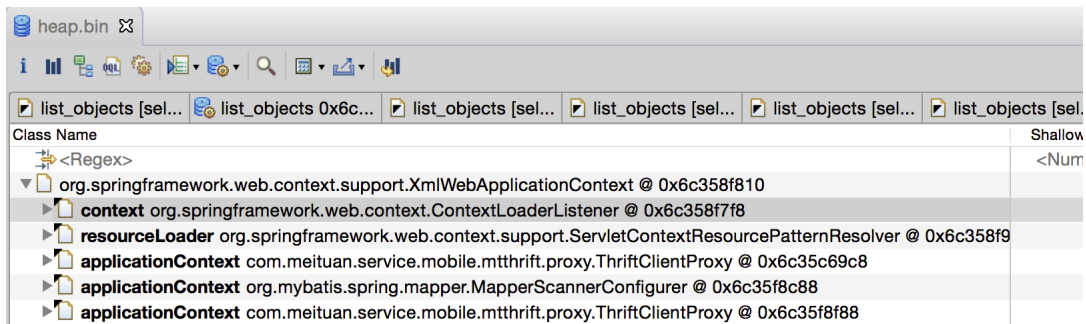 heap.bin
i OQL
list_objects [sel... list_objects 0x6c... list_objects [sel... list_objects [sel... list_objects [sel... list_objects [sel.
Class Name Shallow
<Regex> <Num
org.springframework.web.context.support.XmlWebApplicationContext @ 0x6c358f810
context org.springframework.web.context.ContextLoaderListener @ 0x6c358f7f8
resourceLoader org.springframework.web.context.support.ServletContextResourcePatternResolver @ 0x6c358f9
applicationContext com.meituan.service.mobile.mtthrift.proxy.ThriftClientProxy @ 0x6c35c69c8
applicationContext org.mybatis.spring.mapper.MapperScannerConfigurer @ 0x6c35f8c88
applicationContext com.meituan.service.mobile.mtthrift.proxy.ThriftClientProxy @ 0x6c35f8f88